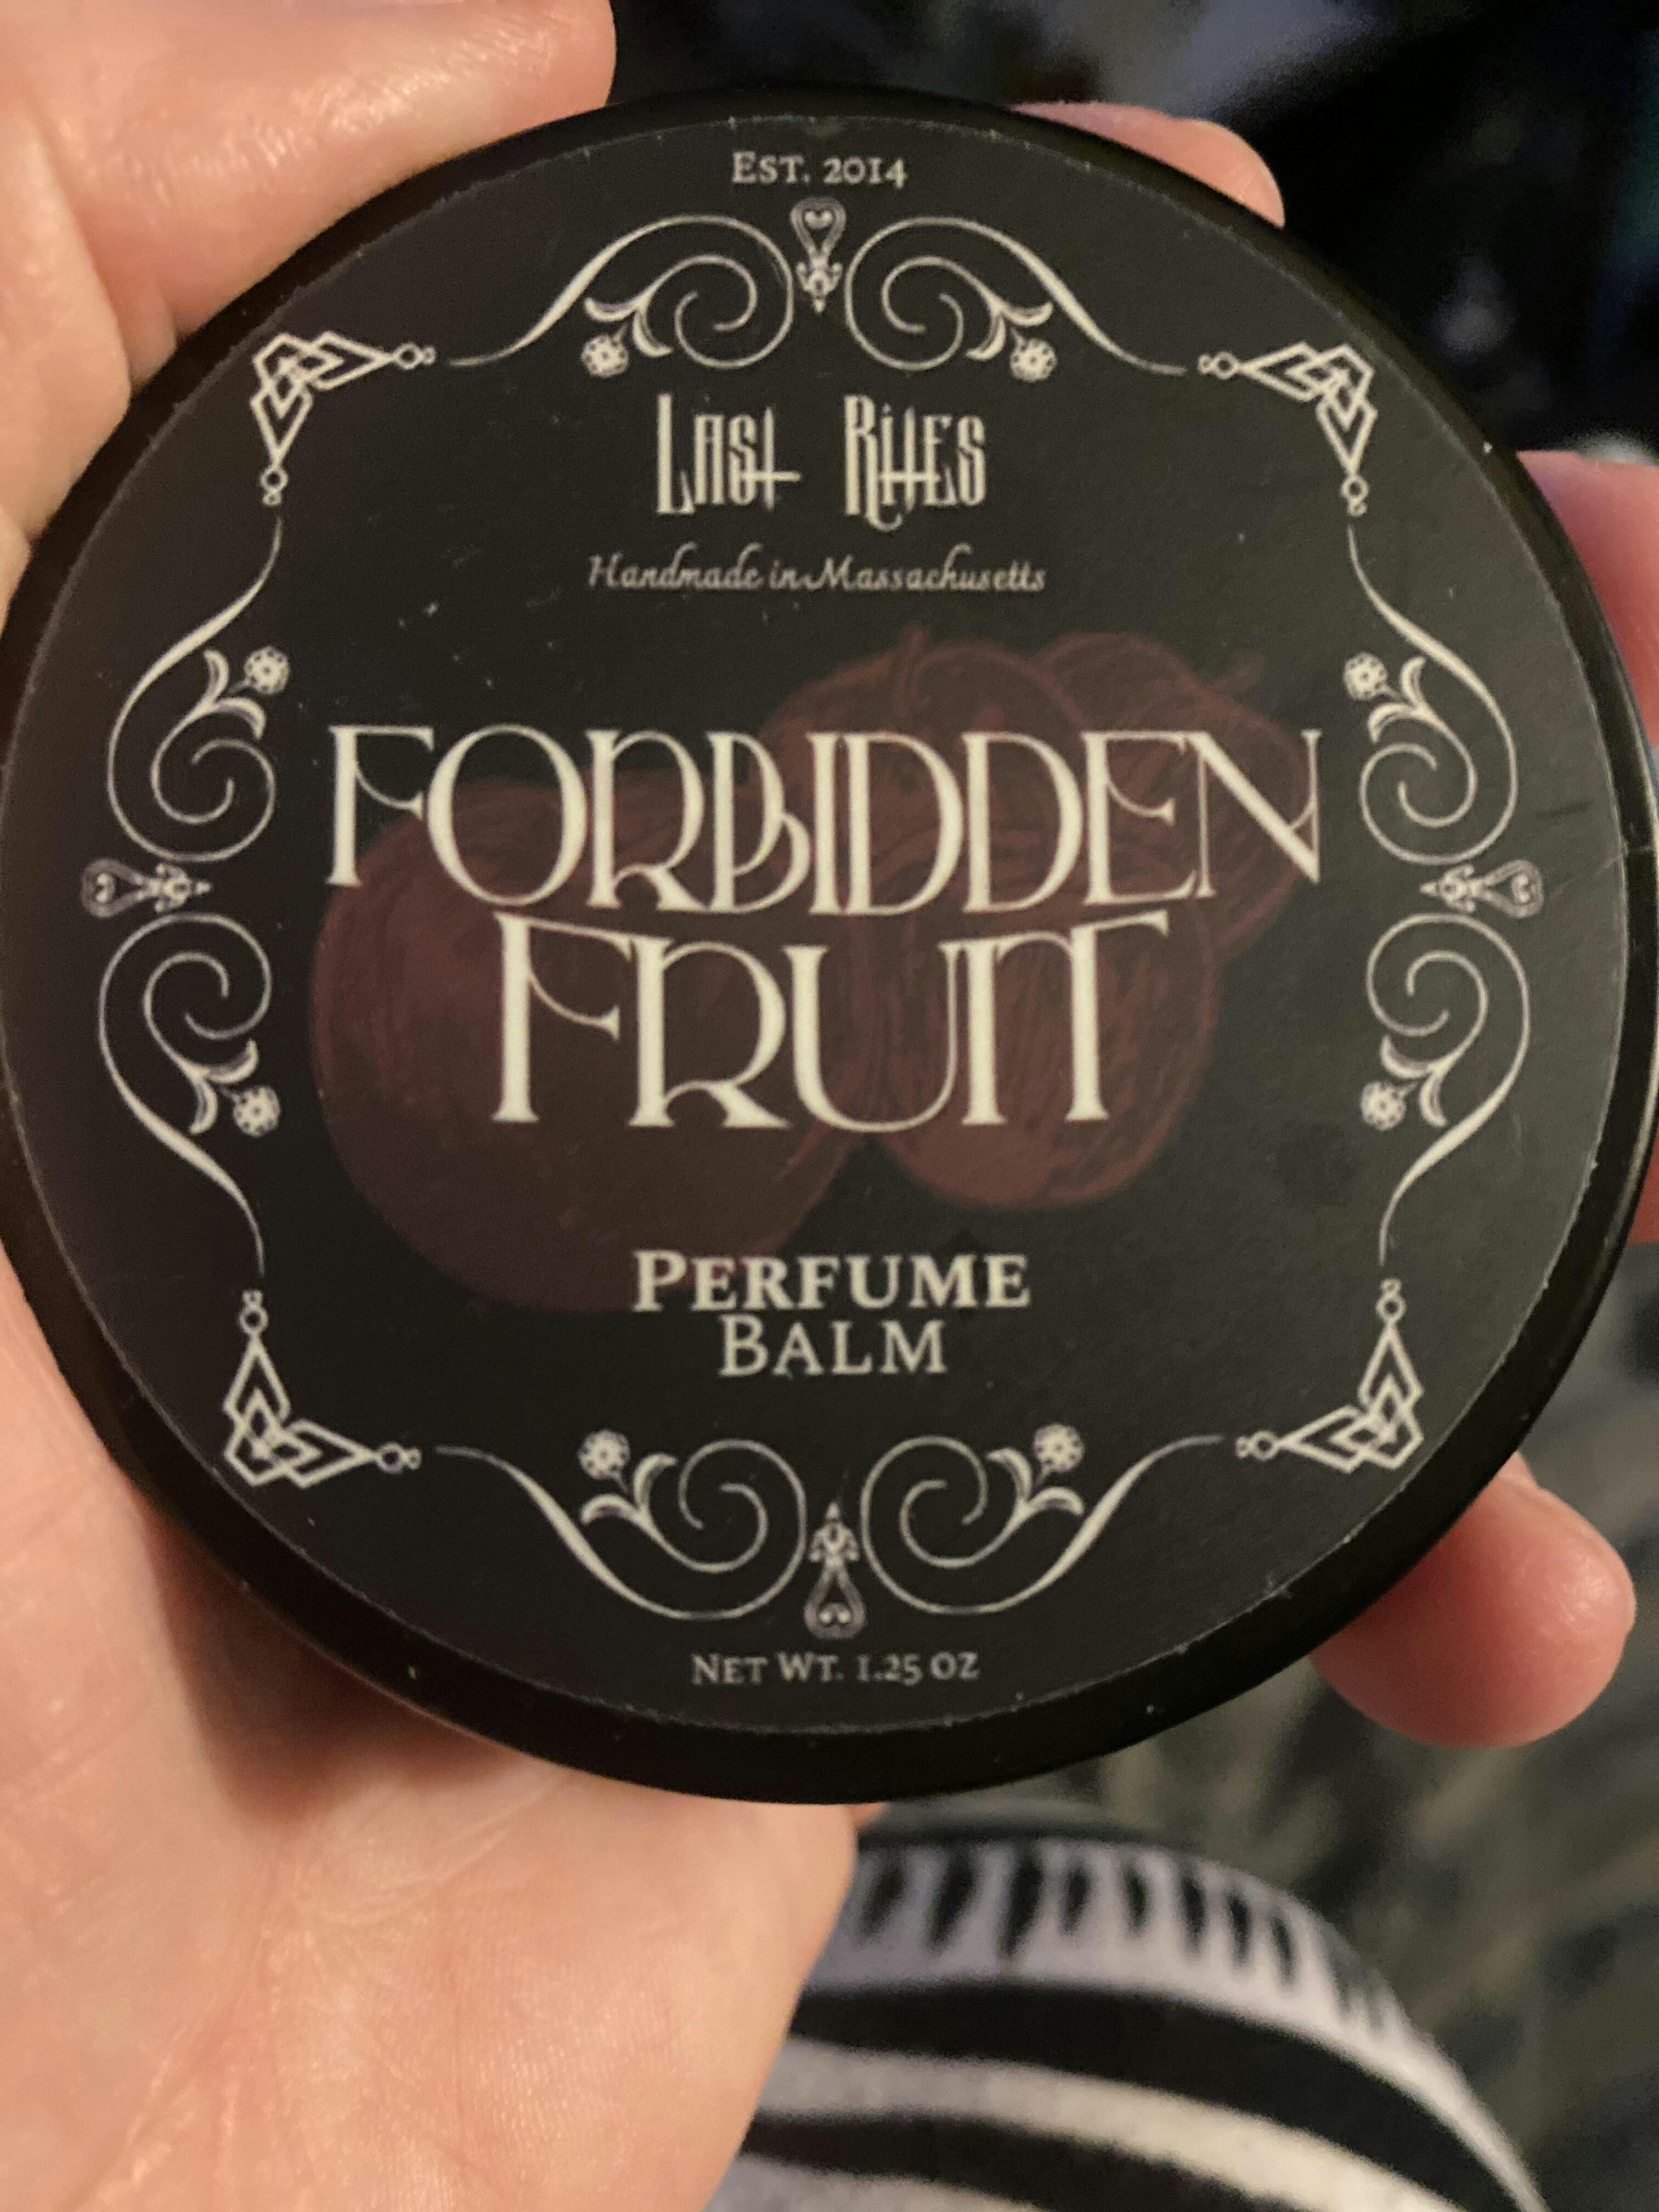 Est. 2014
Last Rites
Handmade in Massachusetts
FORBIDDEN
FRUIT
PERFUME
BALM
NET WT. 1.25 OZ